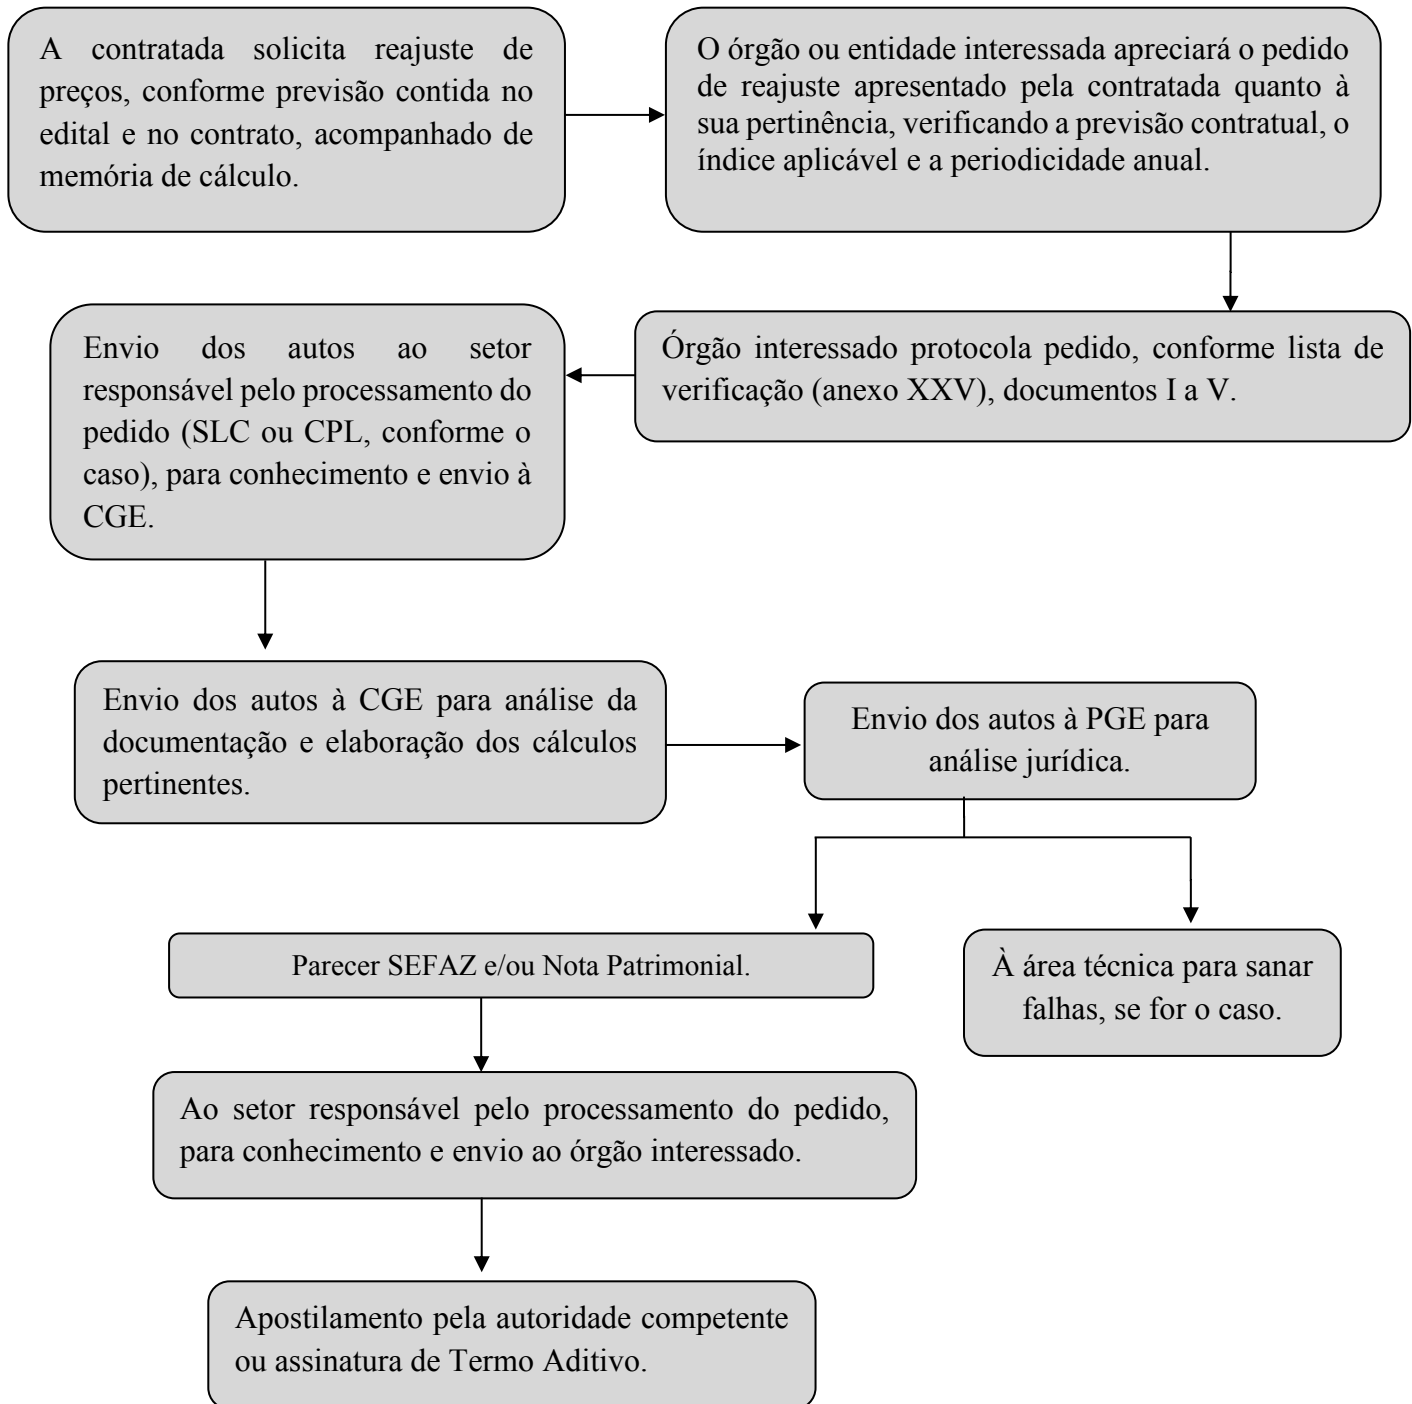 A contratada solicita reajuste de
preços, conforme previsão contida no
edital e no contrato, acompanhado de
memória de cálculo.
O órgão ou entidade interessada apreciará o pedido
de reajuste apresentado pela contratada quanto à
sua pertinência, verificando a previsão contratual, o
índice aplicável e a periodicidade anual.
Órgão interessado protocola pedido, conforme lista de
verificação (anexo XXV), documentos I a V.
Envio dos autos ao setor
responsável pelo processamento do
pedido (SLC ou CPL, conforme o
caso), para conhecimento e envio à
CGE.
Envio dos autos à CGE para análise da
documentação e elaboração dos cálculos
pertinentes.
Envio dos autos à PGE para
análise jurídica.
Parecer SEFAZ e/ou Nota Patrimonial.
À área técnica para sanar
falhas, se for o caso.
Ao setor responsável pelo processamento do pedido,
para conhecimento e envio ao órgão interessado.
Apostilamento pela autoridade competente
ou assinatura de Termo Aditivo.